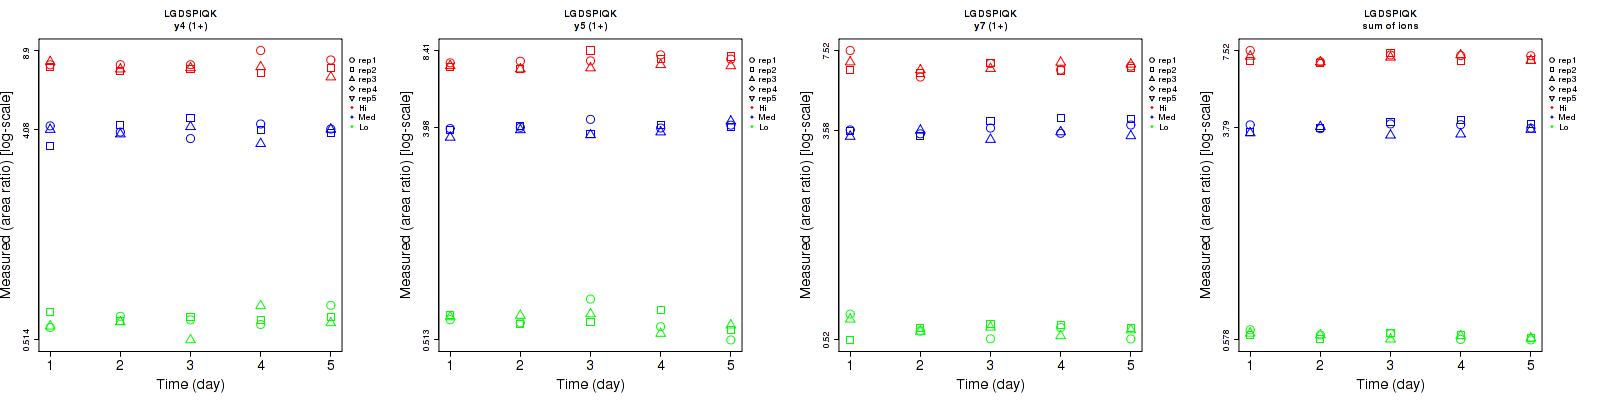 LGDSPIQK
y4 (1+)
Measured (area ratio) [log-scale]
8.9
4.08
0.514
1 2 3 4 5
Time (day)
rep1
rep2
rep3
rep4
rep5
Hi
Med
Lo
LGDSPIQK
y5 (1+)
Measured (area ratio) [log-scale]
8.41
3.98
0.513
1 2 3 4 5
Time (day)
rep1
rep2
rep3
rep4
rep5
Hi
Med
Lo
LGDSPIQK
y7 (1+)
Measured (area ratio) [log-scale]
7.52
3.56
0.52
1 2 3 4 5
Time (day)
rep1
rep2
rep3
rep4
rep5
Hi
Med
Lo
LGDSPIQK
sum of ions
Measured (area ratio) [log-scale]
7.52
3.79
0.578
1 2 3 4 5
Time (day)
rep1
rep2
rep3
rep4
rep5
Hi
Med
Lo